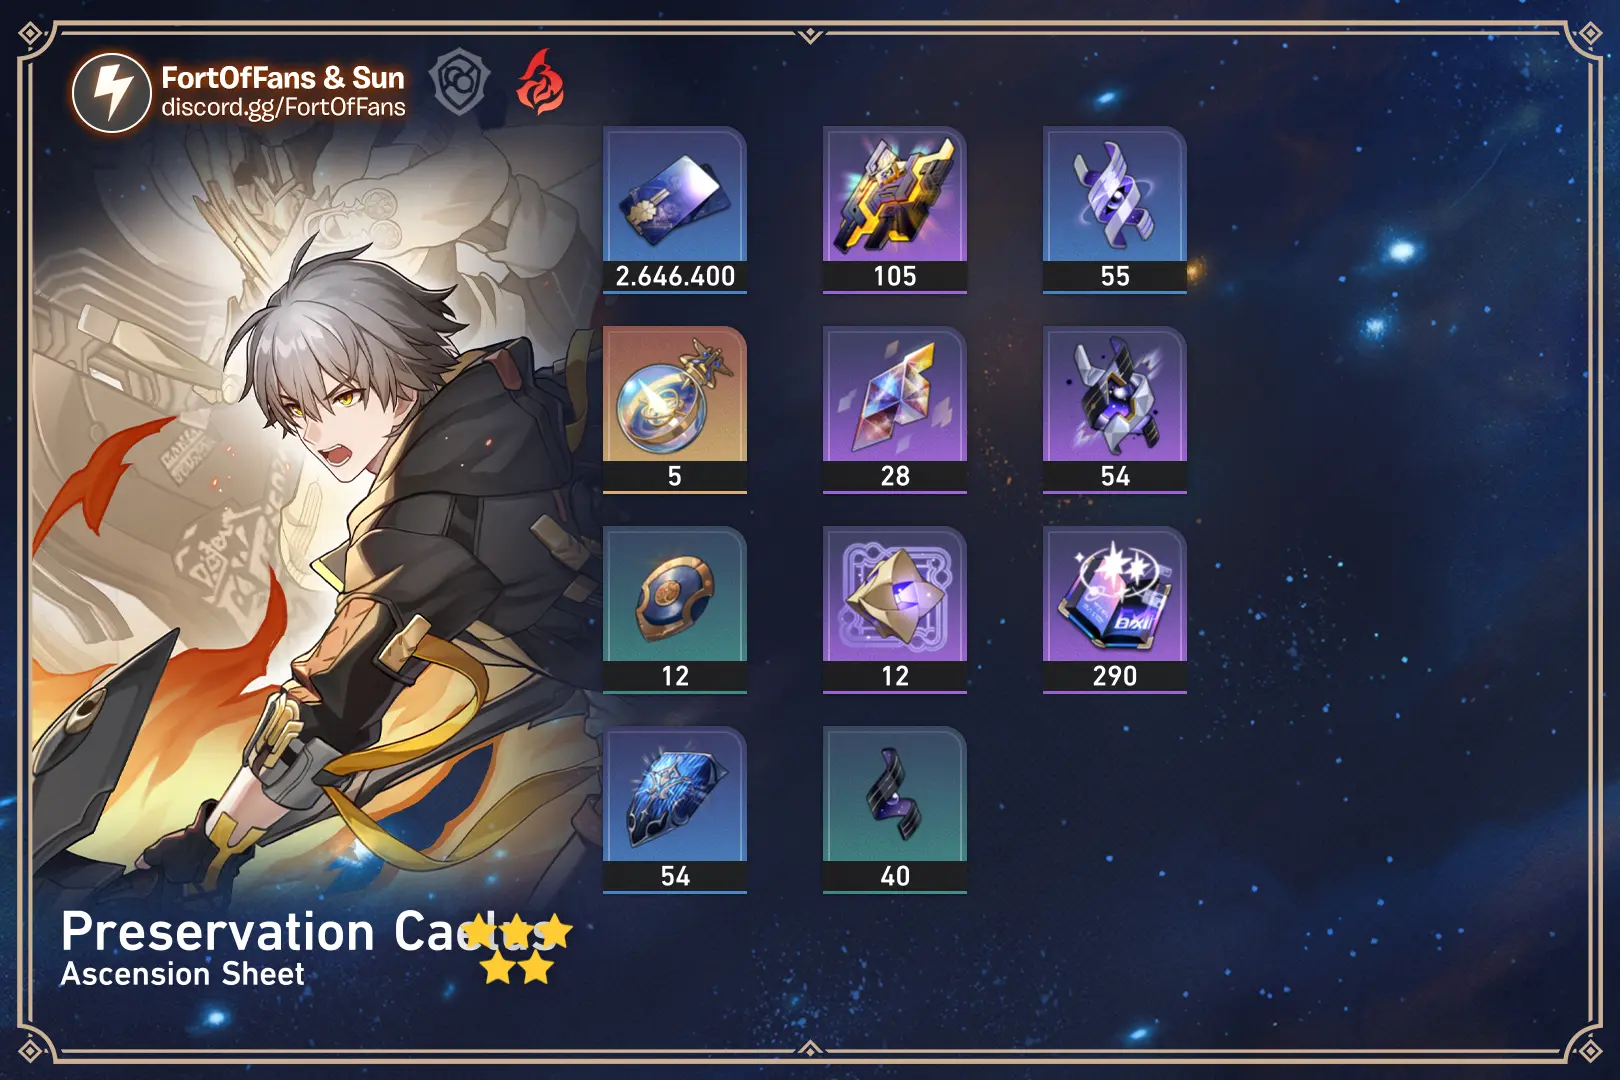 FortOfFans & Sun
discord.gg/FortOfFans
2.646.400
105
55
5
28
54
12
12
290
54
40
Preservation Caelus
Ascension Sheet